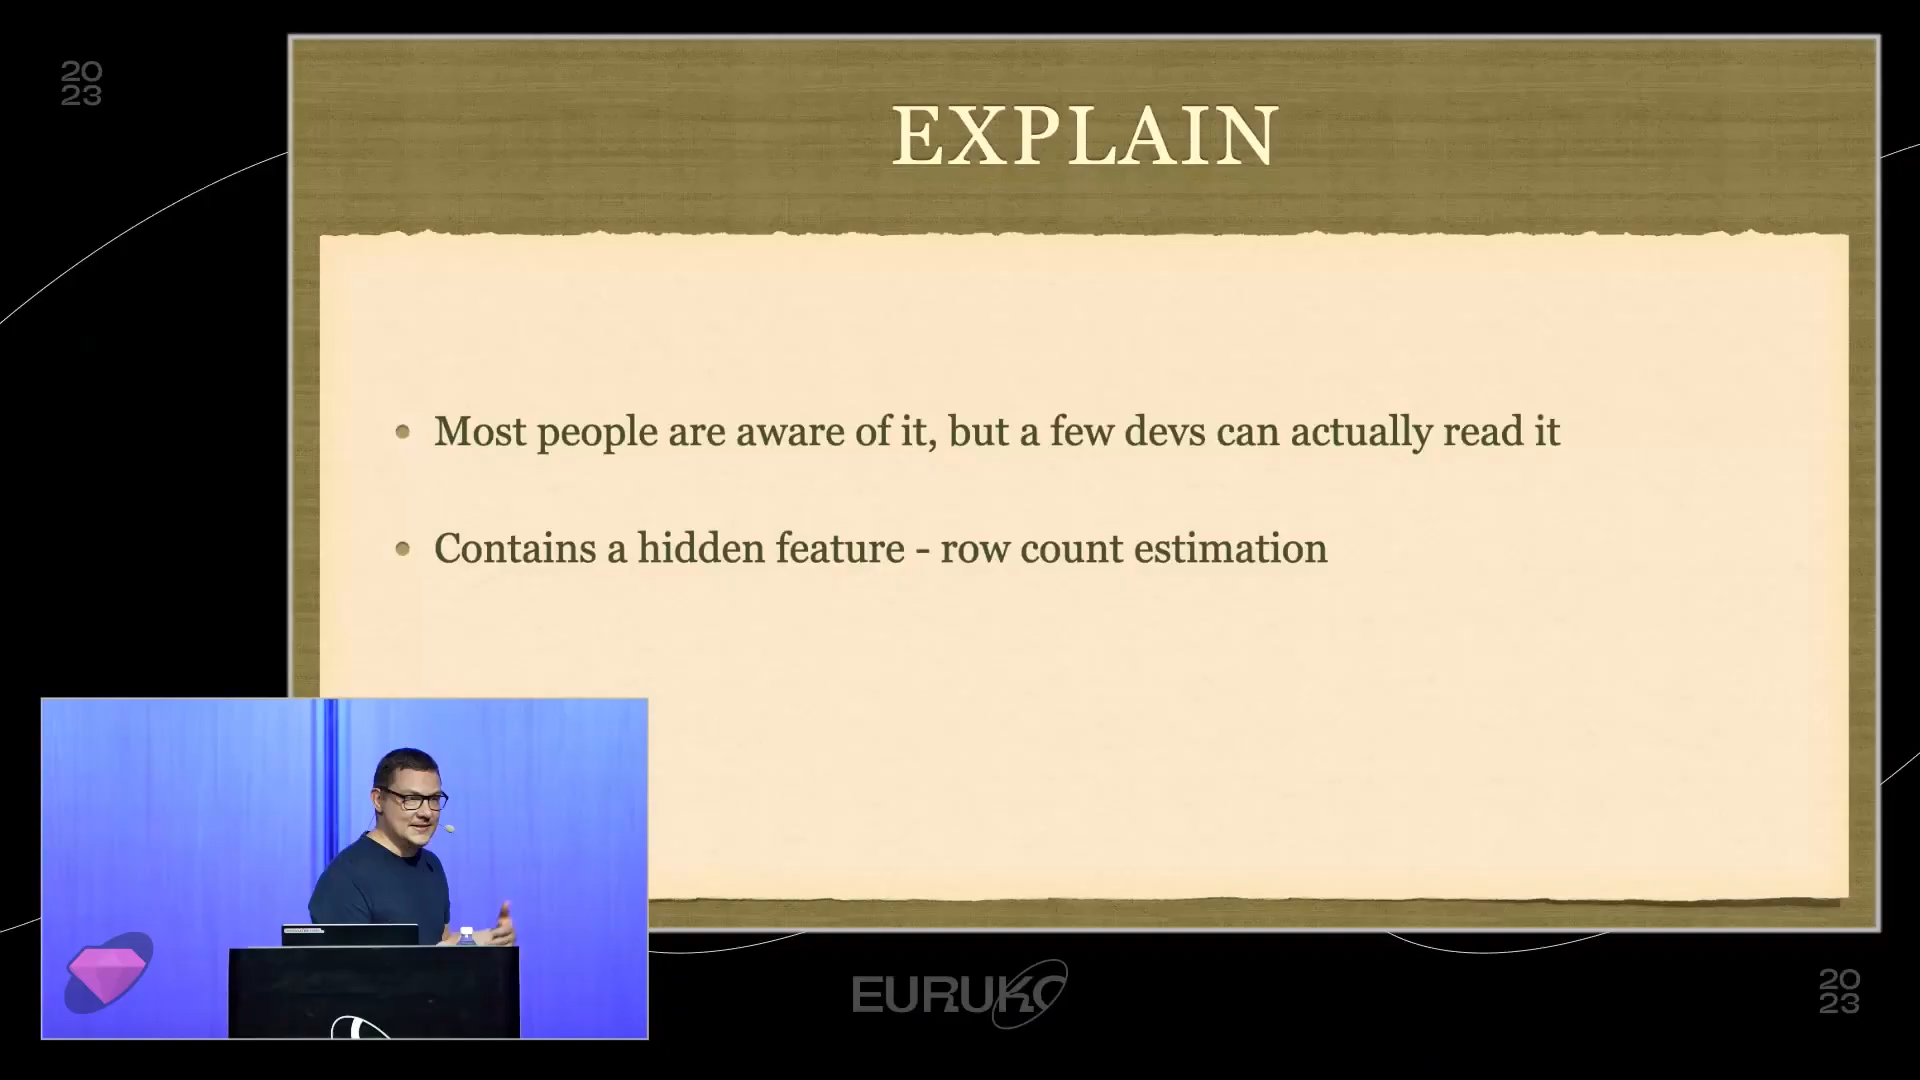 20
23
EXPLAIN
Most people are aware of it, but a few devs can actually read it
Contains a hidden feature - row count estimation
EURUKO
20
23